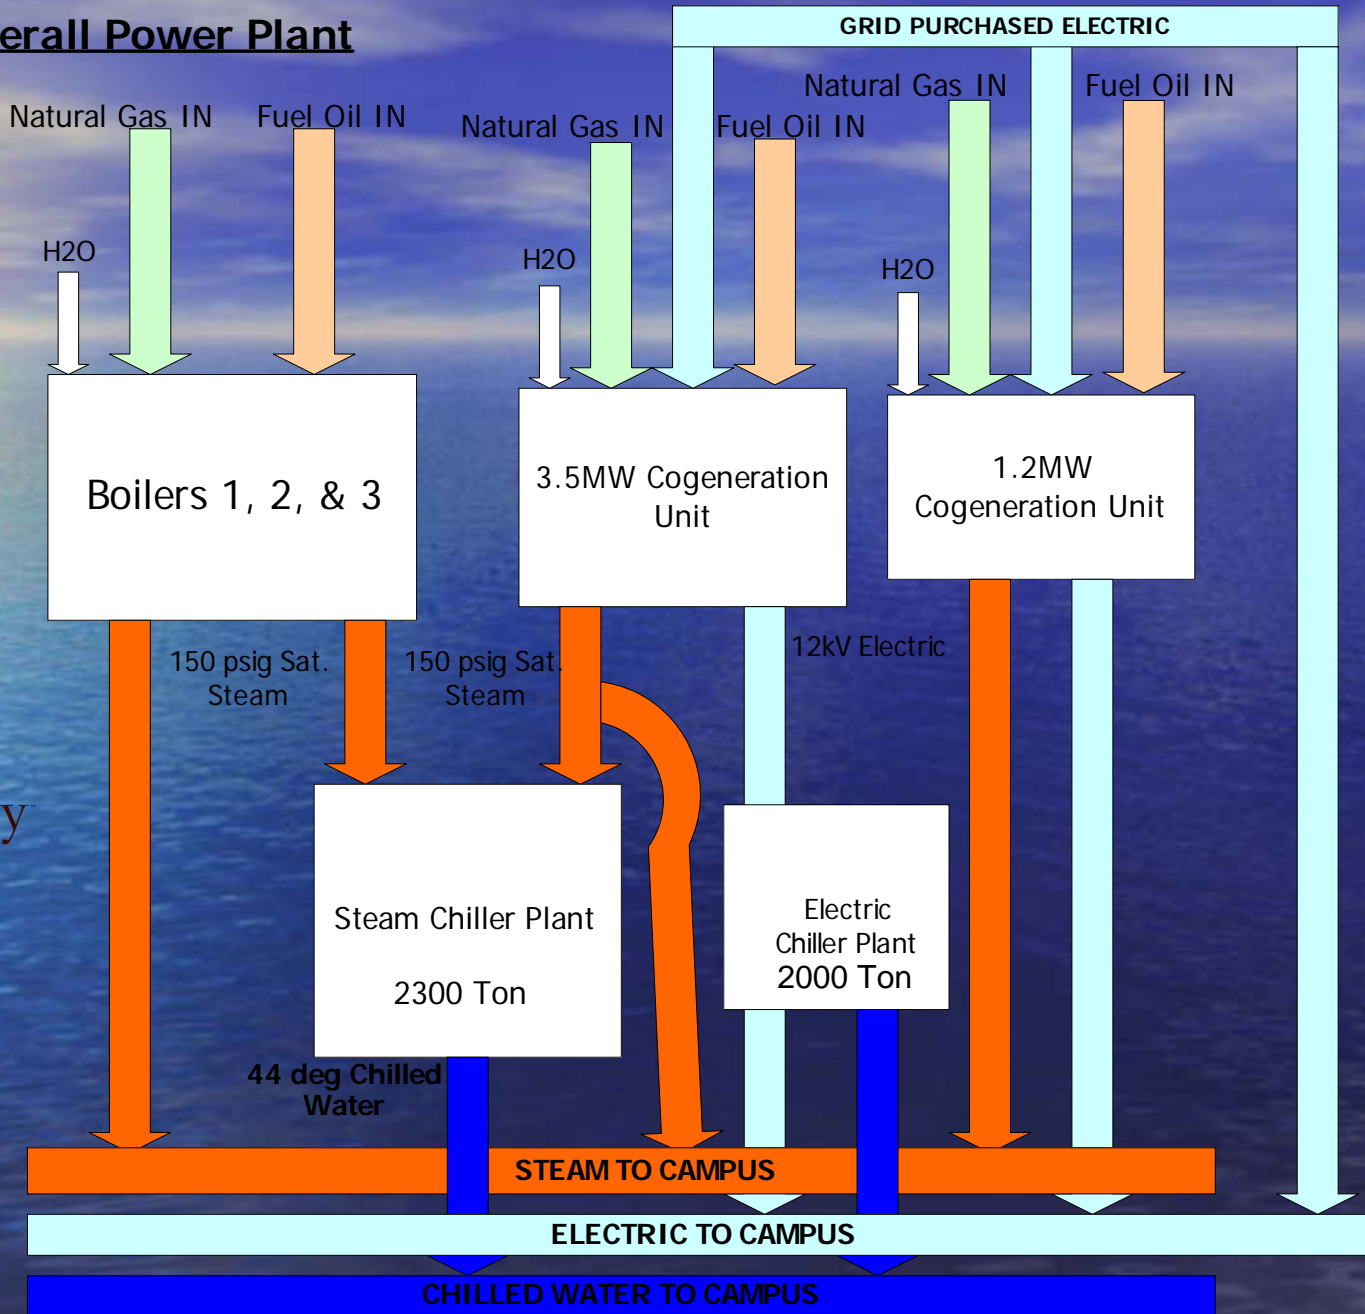 erall Power Plant
GRID PURCHASED ELECTRIC
Natural Gas IN
Fuel Oil IN
Natural Gas IN
Fuel Oil IN
Natural Gas IN
Fuel Oil IN
H2O
H2O
H2O
Boilers 1, 2, & 3
3.5MW Cogeneration
Unit
1.2MW
Cogeneration Unit
150 psig Sat.
Steam
150 psig Sat.
Steam
12kV Electric
y
Steam Chiller Plant
2300 Ton
Electric
Chiller Plant
2000 Ton
44 deg Chilled
Water
STEAM TO CAMPUS
ELECTRIC TO CAMPUS
CHILLED WATER TO CAMPUS